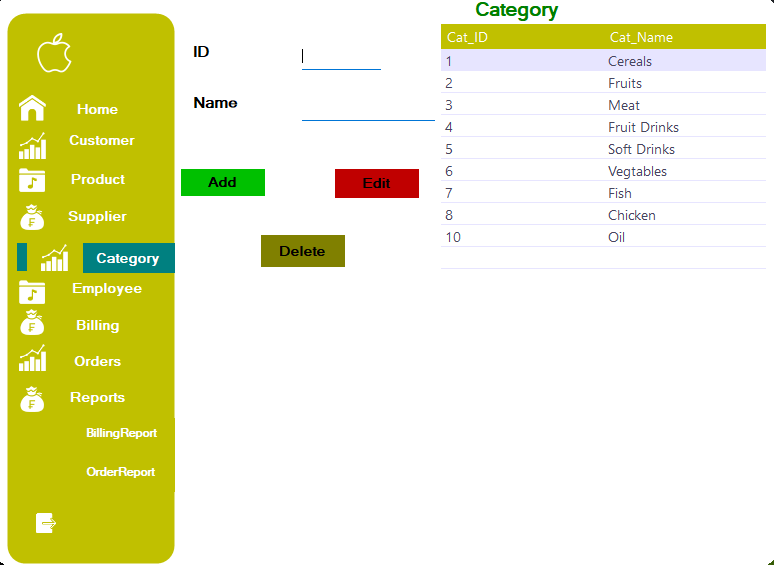 Home
Customer
Product
Supplier
Category
Employee
Billing
Orders
Reports
BillingReport
OrderReport
ID
Name
Add
Edit
Delete
Category
Cat_ID Cat_Name
1 Cereals
2 Fruits
3 Meat
4 Fruit Drinks
5 Soft Drinks
6 Vegtables
7 Fish
8 Chicken
10 Oil